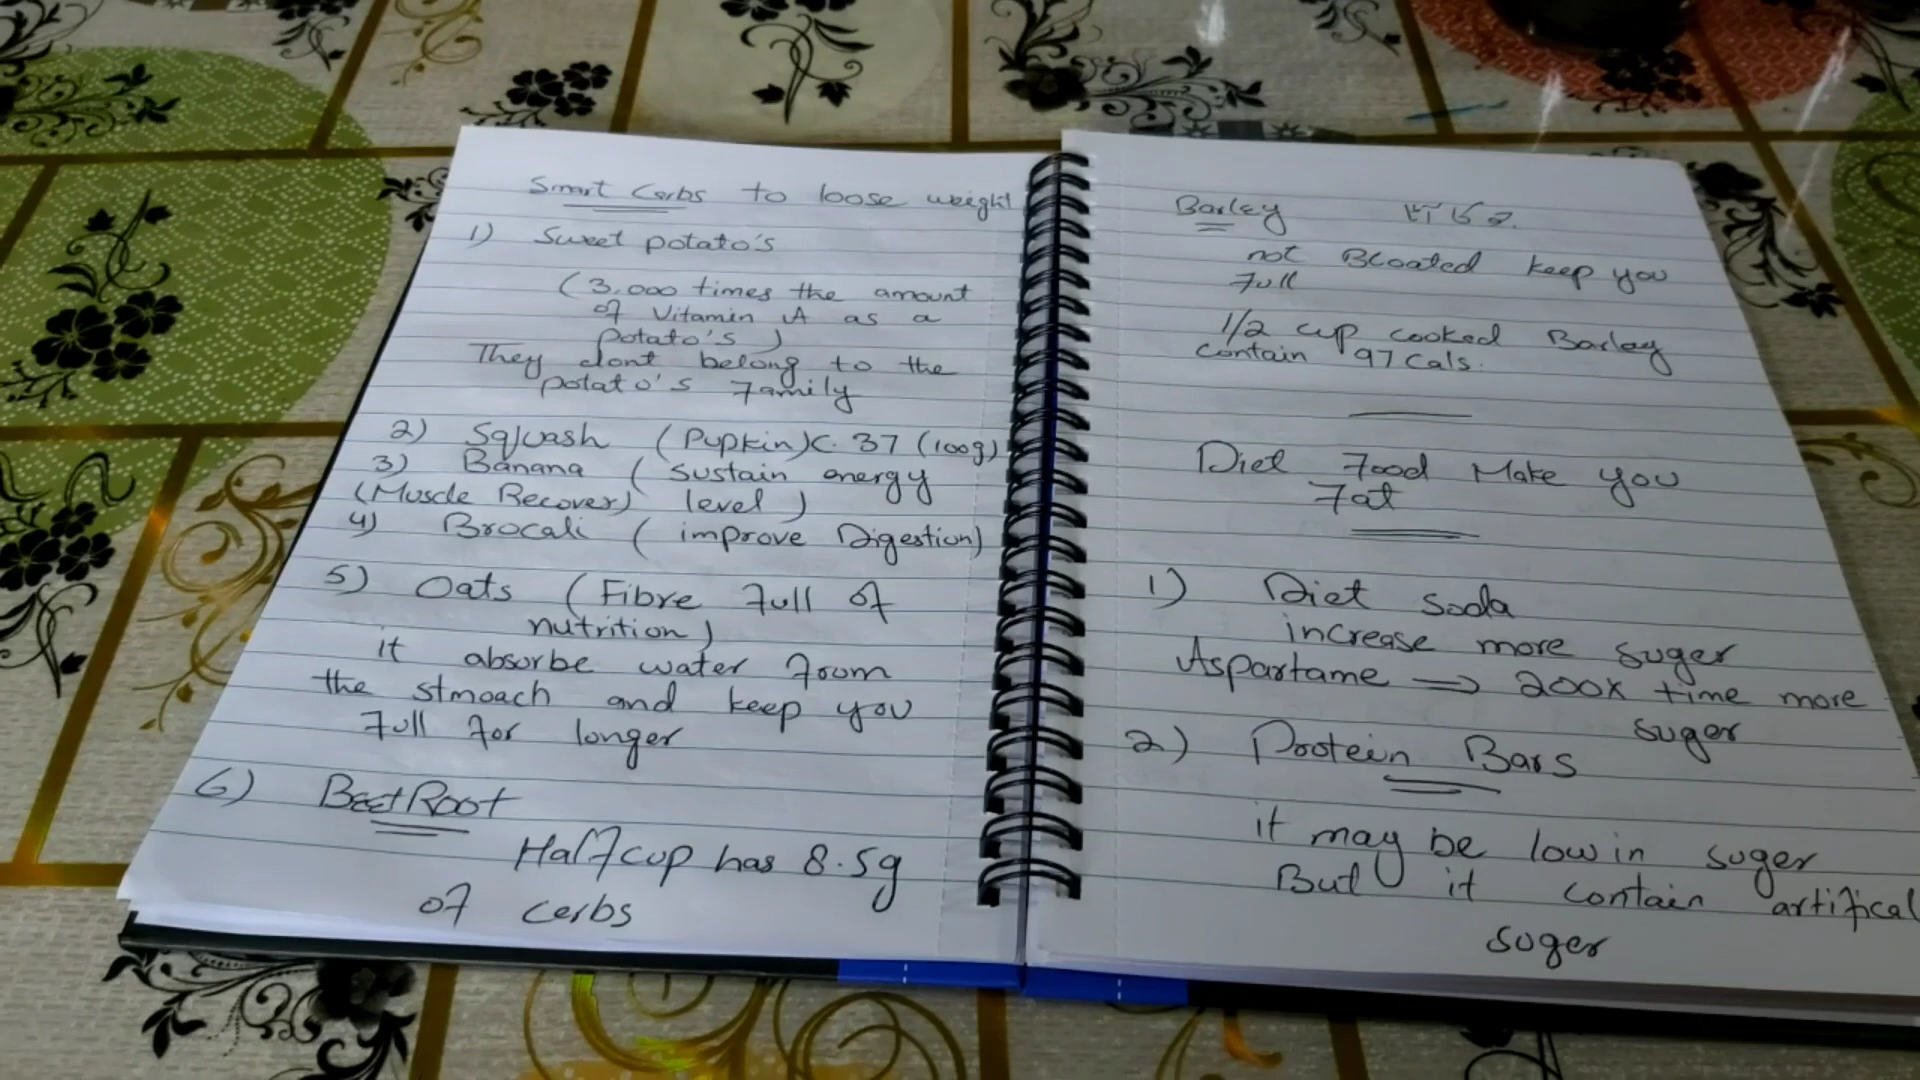 Smart Cerbs to loose weight
1) Sweet potato's
(3.000 times the amount
of Vitamin A as a
potato's)
They dont belong to the
potato's family
2) Sqluash (Pupkin)C. 37 (100g)
3) Banana ( sustain energy
(Muscle Recover) level )
4) Brocali ( improve Digestion)
5) Oats (Fibre full of
nutrition)
it absorbe water from
the stmoach and keep you
full for longer
6) BeetRoot
Half cup has 8.5g
of cerbs
Barley
not Bloated keep you
full
1/2 cup cooked Barley
contain 97 cals.
Diet food Make you
fat
1) Diet soda
increase more suger
Aspartame => 200x time more
suger
2) Protein Bars
it may be low in suger
But it contain artifical
suger